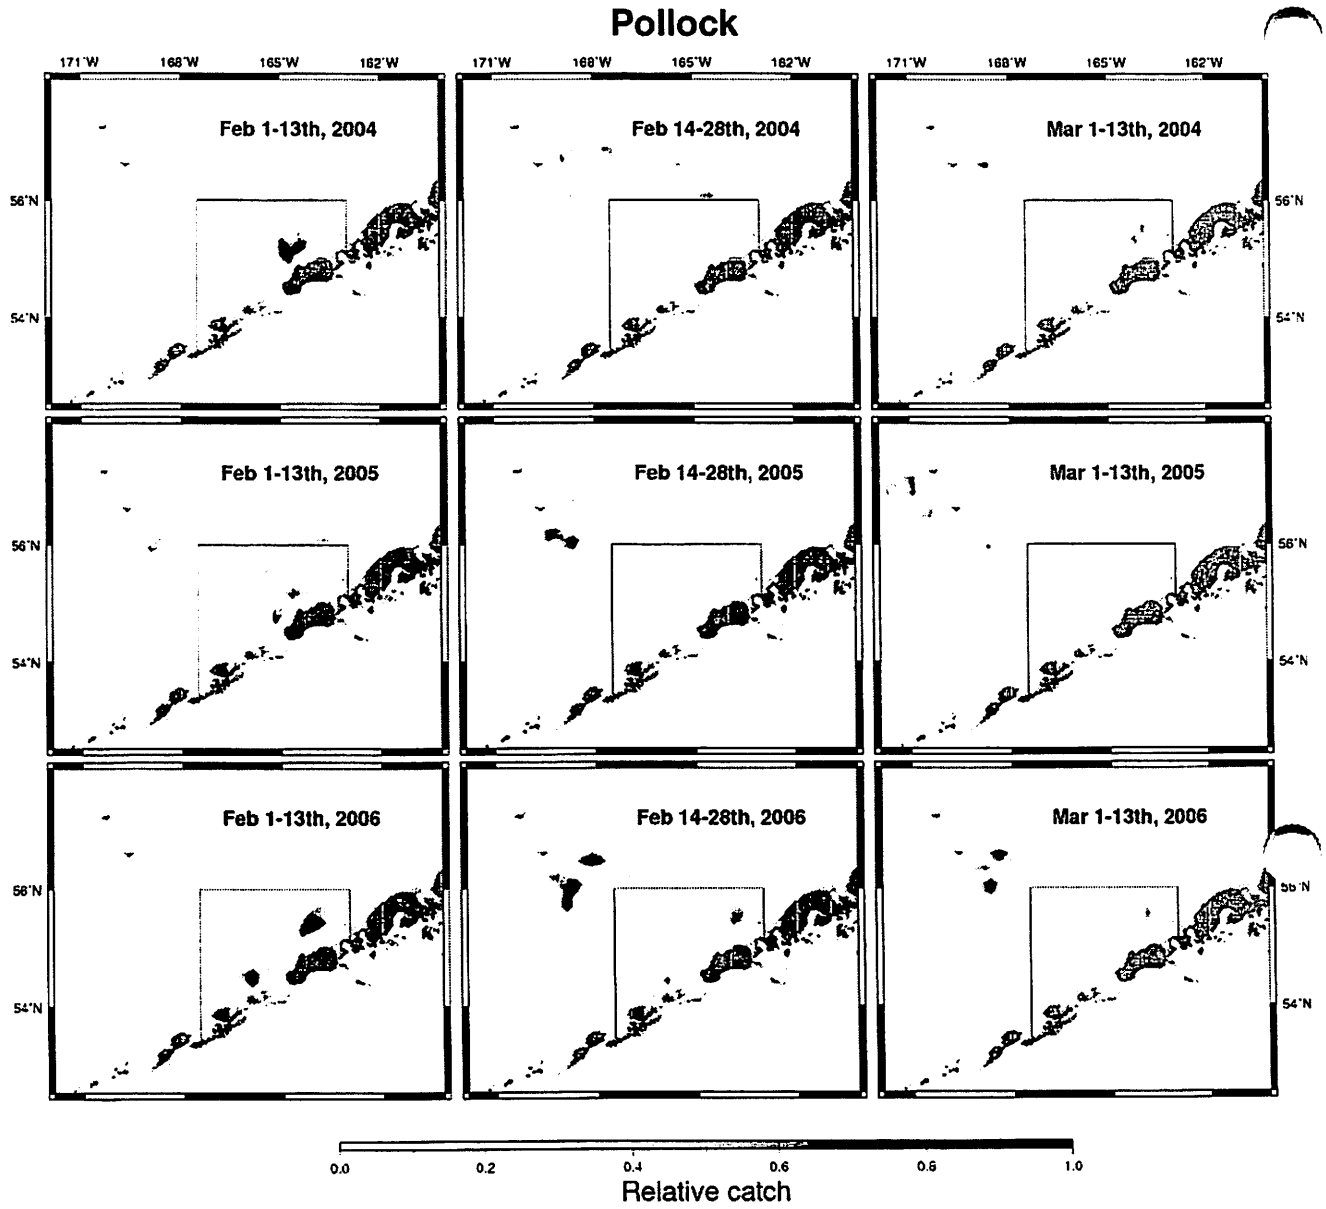 Pollock
171°W 168°W 165°W 162°W 171°W 168°W 165°W 162°W 171°W 168°W 165°W 162°W
Feb 1-13th, 2004 Feb 14-28th, 2004 Mar 1-13th, 2004
56°N 56°N
54°N 54°N
Feb 1-13th, 2005 Feb 14-28th, 2005 Mar 1-13th, 2005
56°N 56°N
54°N 54°N
Feb 1-13th, 2006 Feb 14-28th, 2006 Mar 1-13th, 2006
56°N 56°N
54°N 54°N
0.0 0.2 0.4 0.6 0.8 1.0
Relative catch